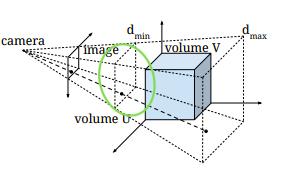 d_min
d_max
camera
image
volume V
volume U